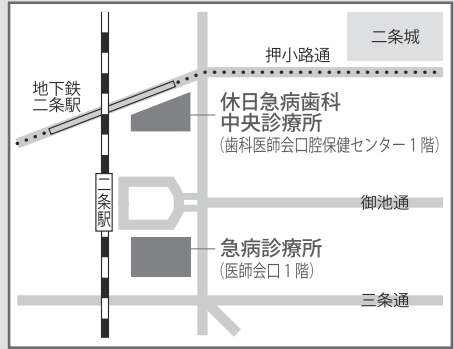 二条城
押小路通
地下鉄
二条駅
休日急病歯科
中央診療所
（歯科医師会口腔保健センター1階）
二条駅
御池通
急病診療所
（医師会口1階）
三条通